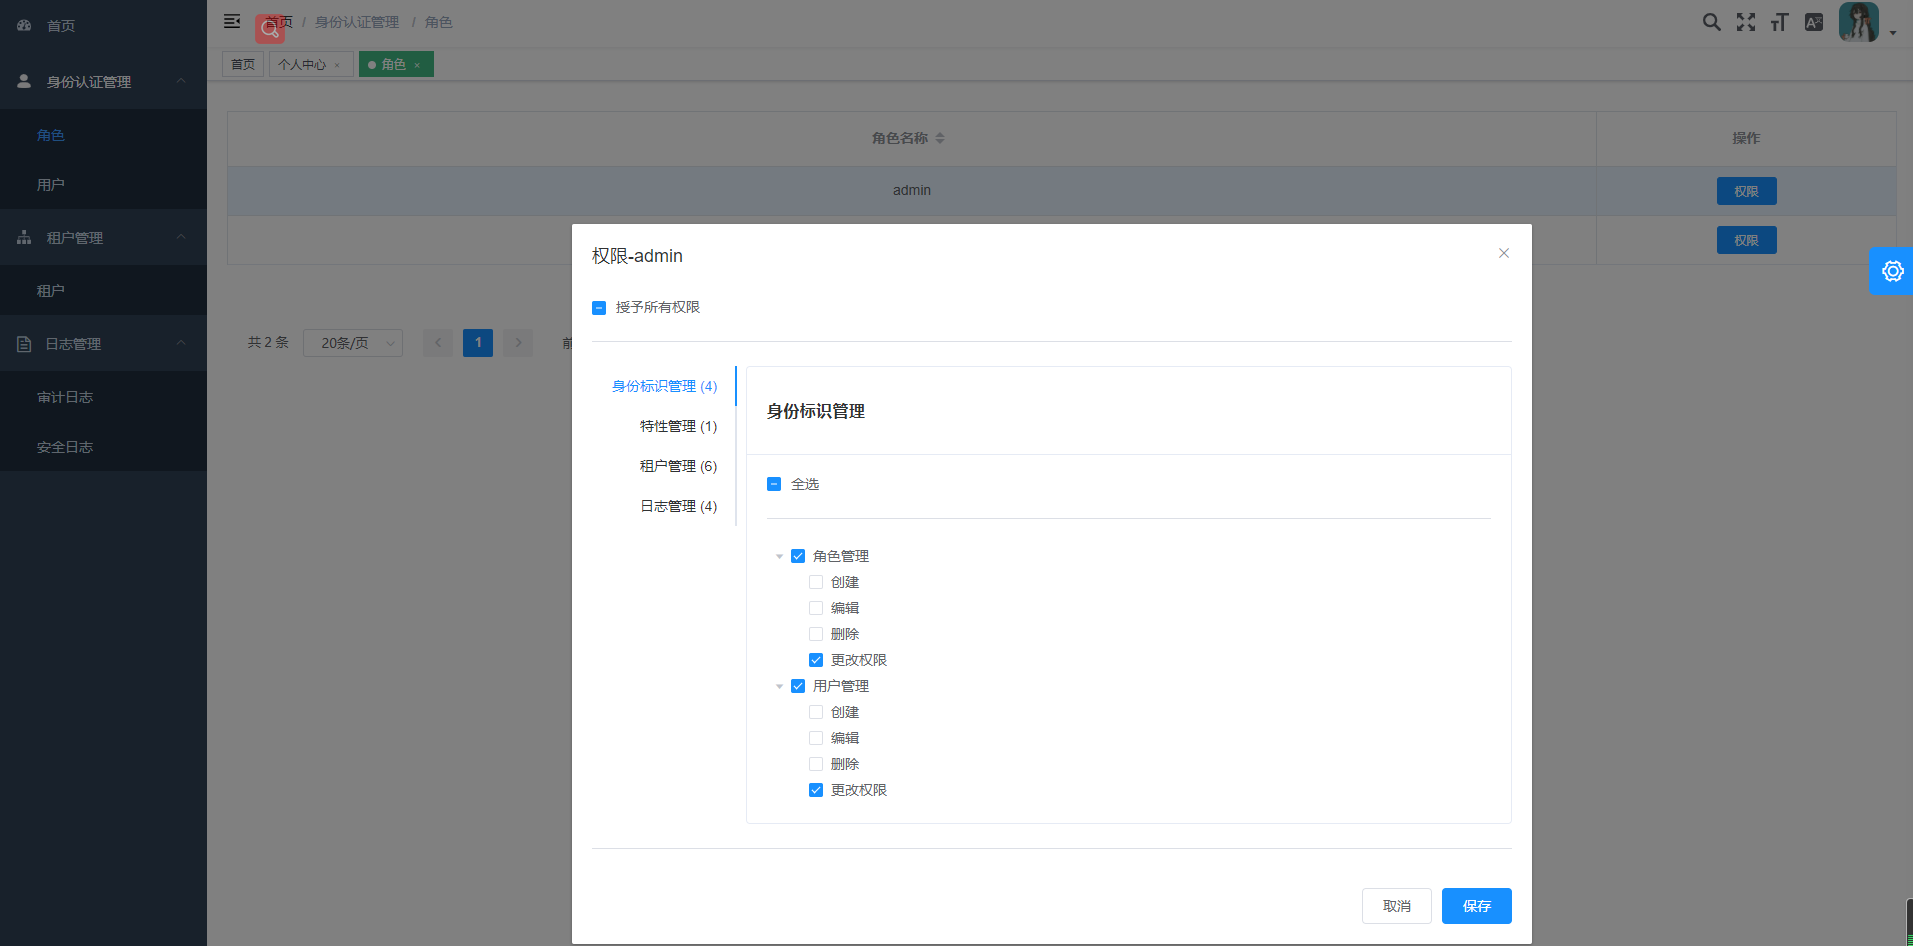 首页
身份认证管理
角色
用户
租户管理
租户
日志管理
审计日志
安全日志
首页 / 身份认证管理 / 角色
首页 个人中心 × 角色 ×
角色名称 操作
admin 权限
权限
共 2 条 20条/页 1 前
权限-admin
授予所有权限
身份标识管理 (4)
特性管理 (1)
租户管理 (6)
日志管理 (4)
身份标识管理
全选
角色管理
创建
编辑
删除
更改权限
用户管理
创建
编辑
删除
更改权限
取消 保存